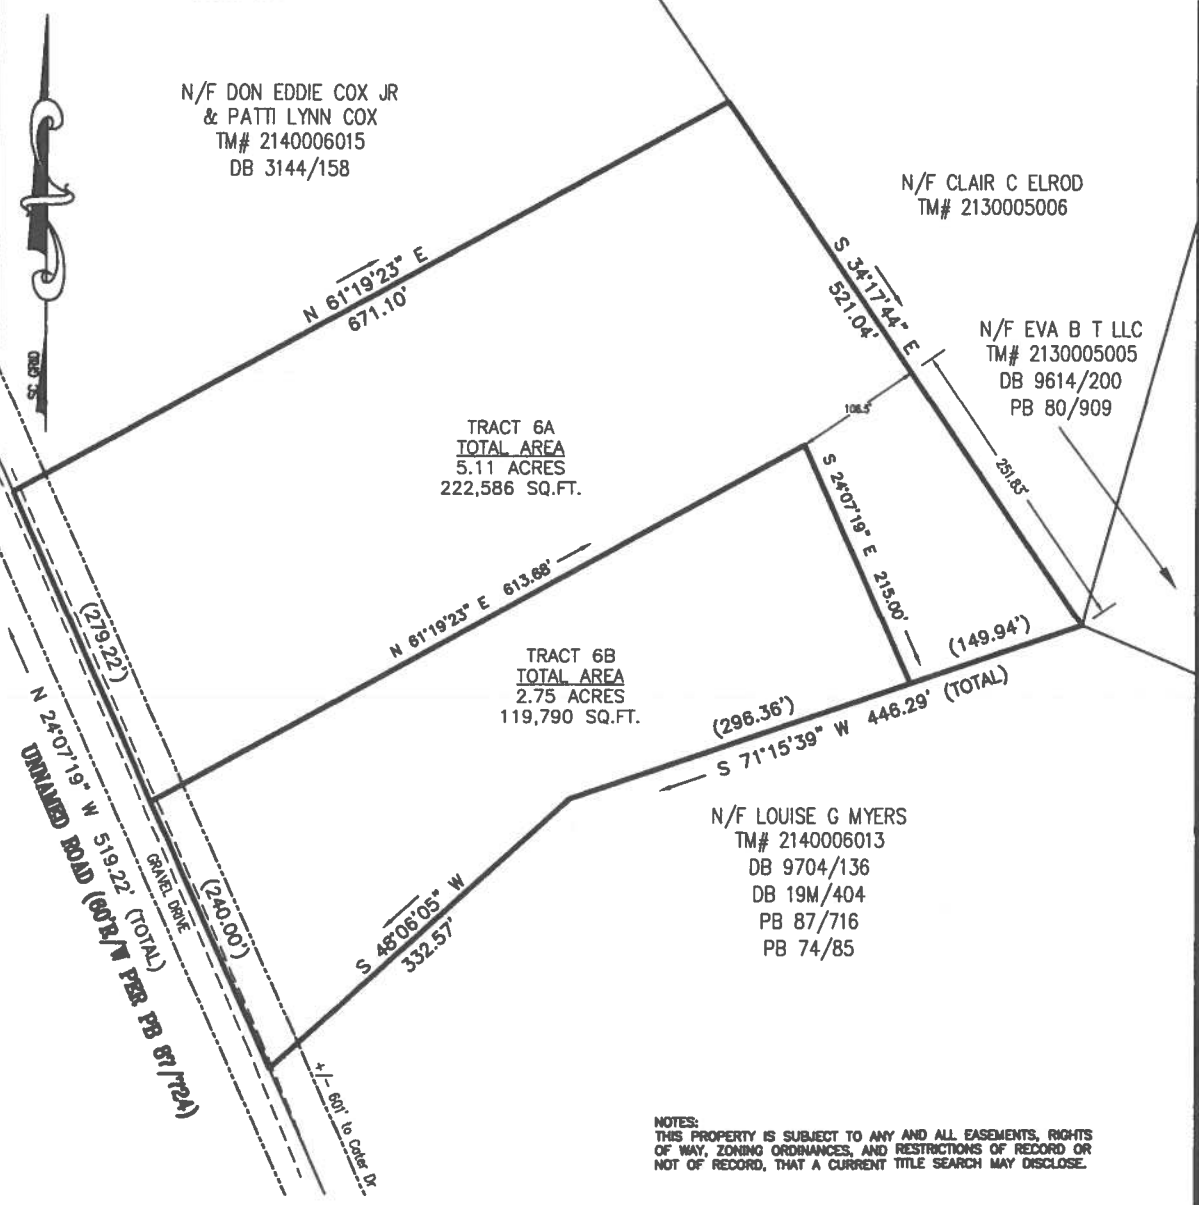 N/F DON EDDIE COX JR
& PATTI LYNN COX
TM# 2140006015
DB 3144/158
N/F CLAIR C ELROD
TM# 2130005006
N/F EVA B T LLC
TM# 2130005005
DB 9614/200
PB 80/909
SC GRID
N 61°19'23" E
671.10'
S 34°17'44" E
521.04'
108.5'
251.83'
TRACT 6A
TOTAL AREA
5.11 ACRES
222,586 SQ.FT.
S 24°07'19" E 215.00'
N 61°19'23" E 613.68'
(279.22')
TRACT 6B
TOTAL AREA
2.75 ACRES
119,790 SQ.FT.
(149.94')
(296.36')
S 71°15'39" W 446.29' (TOTAL)
N 24°07'19" W 519.22' (TOTAL)
UNNAMED ROAD (60'R/W PER PB 87/724)
GRAVEL DRIVE
(240.00')
S 48°06'05" W
332.57'
N/F LOUISE G MYERS
TM# 2140006013
DB 9704/136
DB 19M/404
PB 87/716
PB 74/85
+/- 601' to Cater Dr
NOTES:
THIS PROPERTY IS SUBJECT TO ANY AND ALL EASEMENTS, RIGHTS
OF WAY, ZONING ORDINANCES, AND RESTRICTIONS OF RECORD OR
NOT OF RECORD, THAT A CURRENT TITLE SEARCH MAY DISCLOSE.